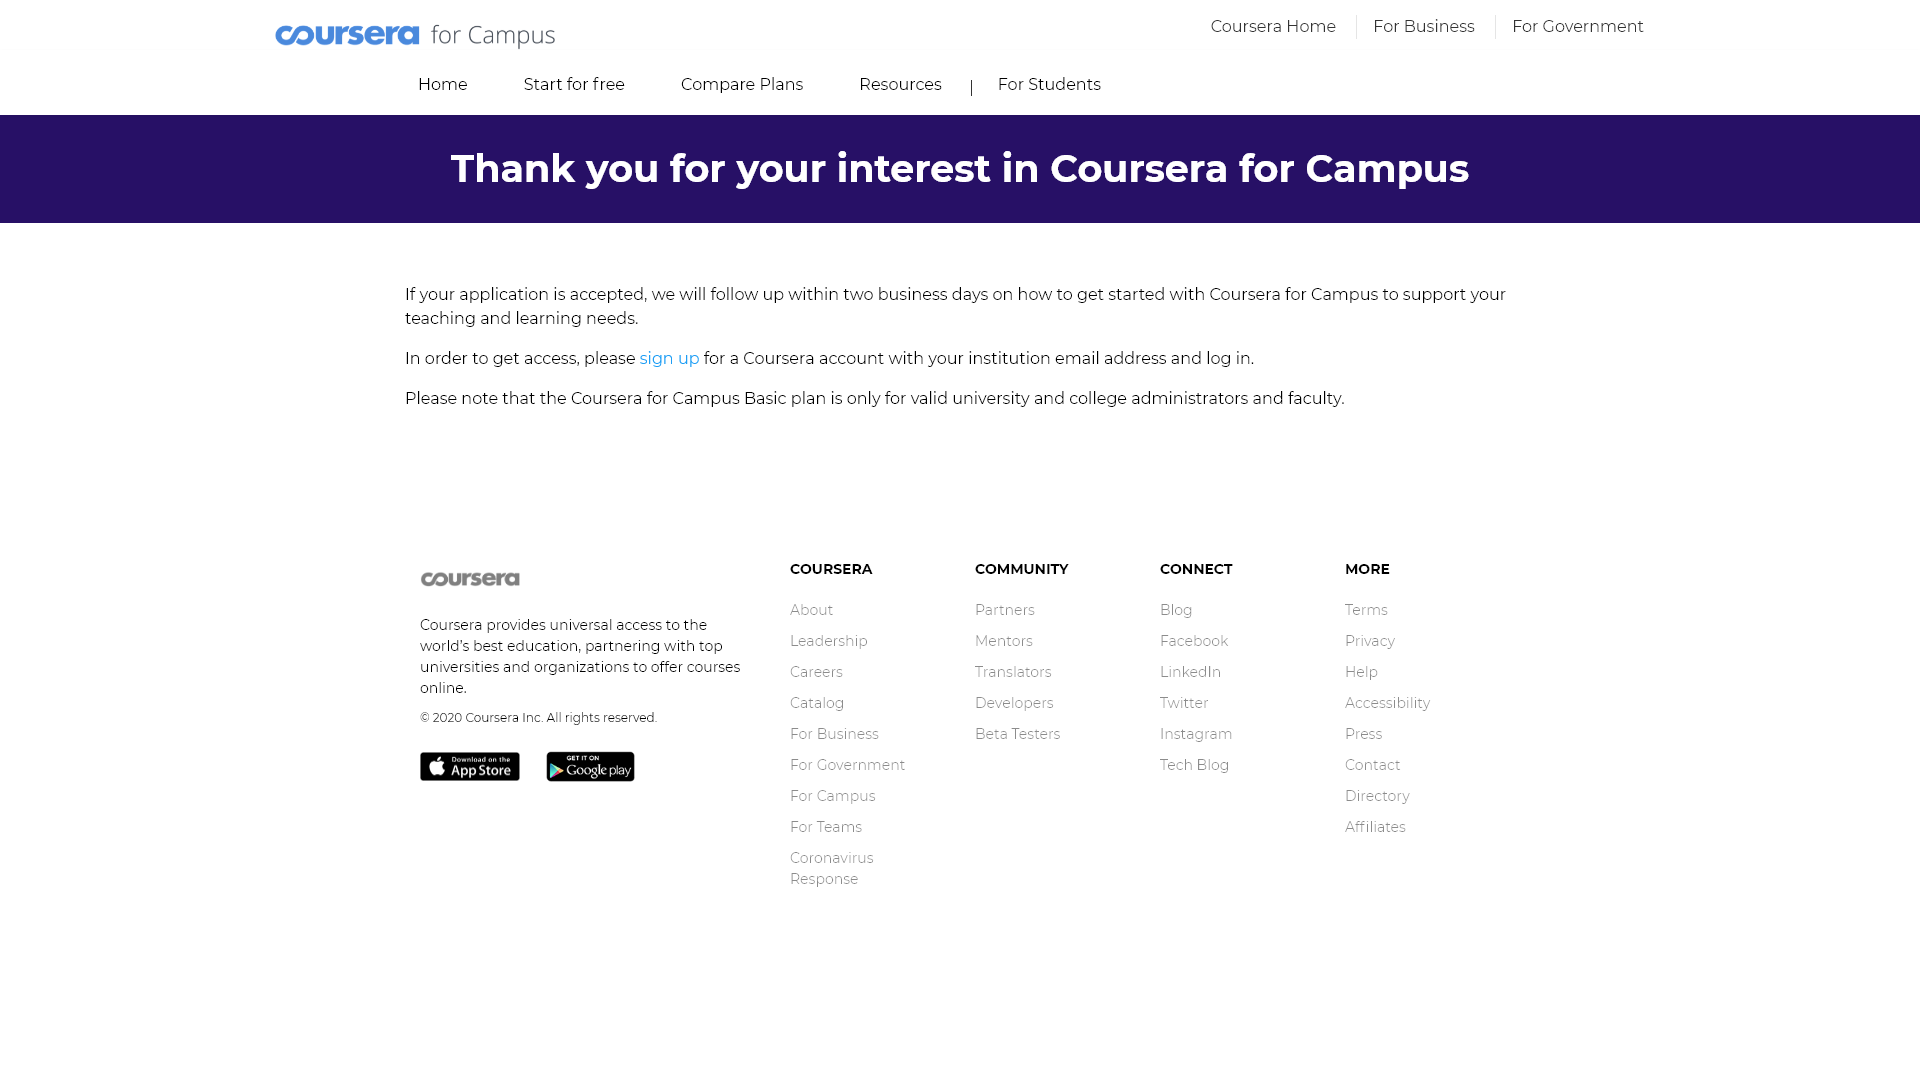 coursera for Campus
Coursera Home
For Business
For Government
Home
Start for free
Compare Plans
Resources
For Students
Thank you for your interest in Coursera for Campus
If your application is accepted, we will follow up within two business days on how to get started with Coursera for Campus to support your
teaching and learning needs.
In order to get access, please sign up for a Coursera account with your institution email address and log in.
Please note that the Coursera for Campus Basic plan is only for valid university and college administrators and faculty.
coursera
Coursera provides universal access to the
world’s best education, partnering with top
universities and organizations to offer courses
online.
© 2020 Coursera Inc. All rights reserved.
Download on the
App Store
GET IT ON
Google play
COURSERA
About
Leadership
Careers
Catalog
For Business
For Government
For Campus
For Teams
Coronavirus
Response
COMMUNITY
Partners
Mentors
Translators
Developers
Beta Testers
CONNECT
Blog
Facebook
LinkedIn
Twitter
Instagram
Tech Blog
MORE
Terms
Privacy
Help
Accessibility
Press
Contact
Directory
Affiliates